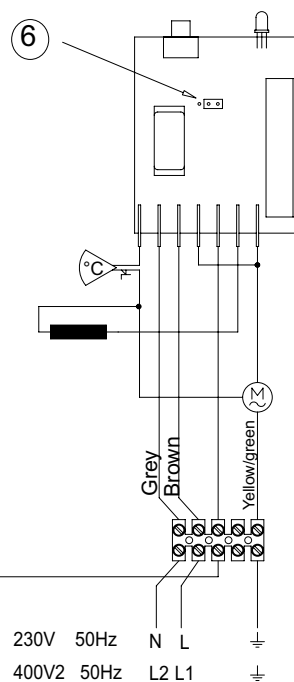 6
°C
M
Grey
Brown
Yellow/green
230V 50Hz N L
400V2 50Hz L2 L1